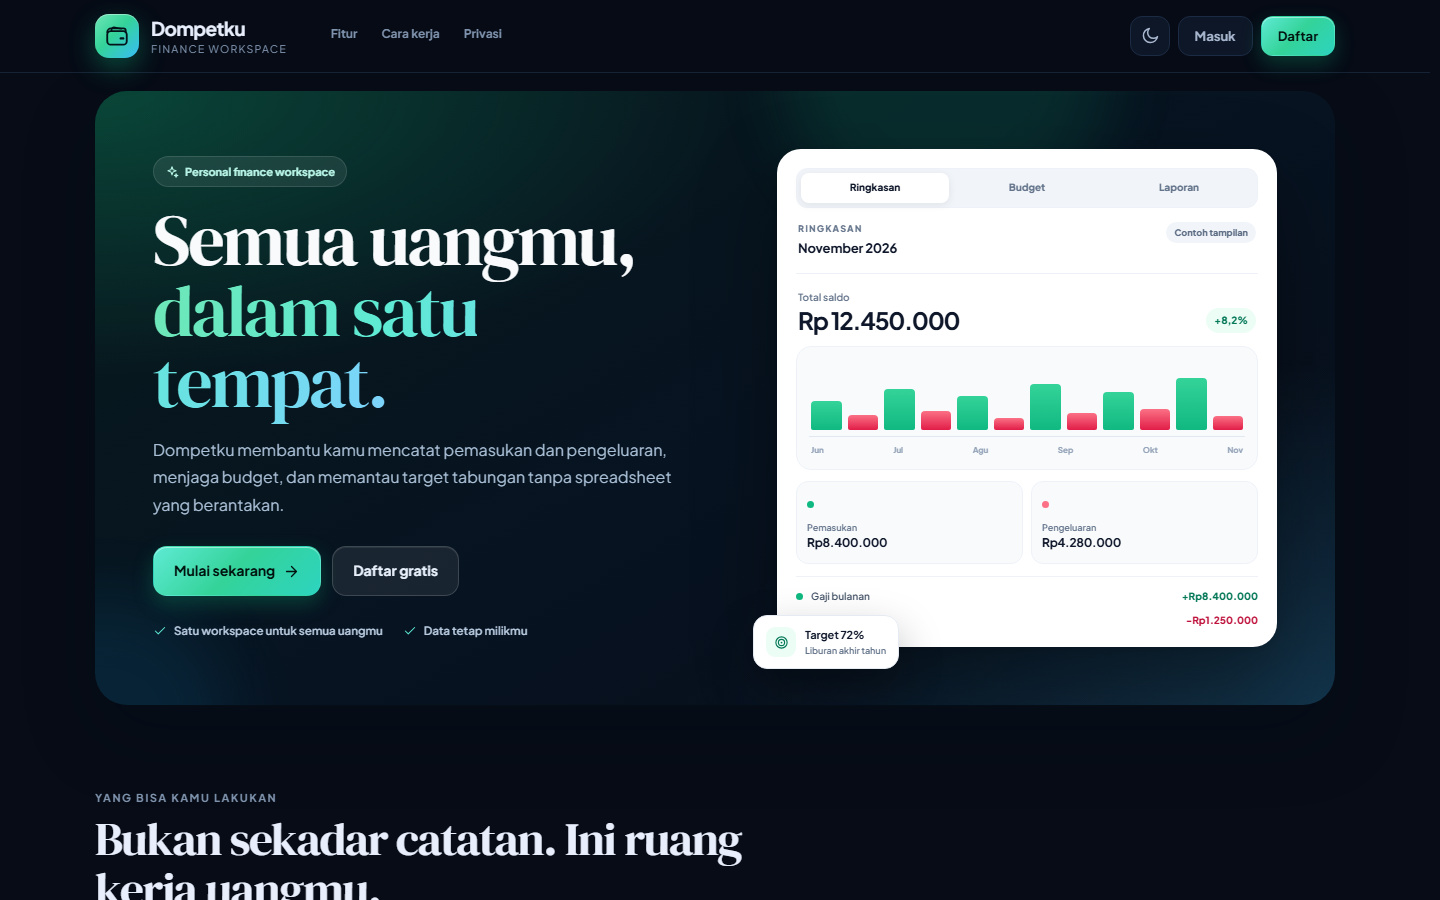 Dompetku
FINANCE WORKSPACE
Fitur
Cara kerja
Privasi
Masuk
Daftar
Personal finance workspace
Semua uangmu,
dalam satu
tempat.
Dompetku membantu kamu mencatat pemasukan dan pengeluaran,
menjaga budget, dan memantau target tabungan tanpa spreadsheet
yang berantakan.
Mulai sekarang
Daftar gratis
Satu workspace untuk semua uangmu
Data tetap milikmu
Ringkasan
Budget
Laporan
RINGKASAN
November 2026
Contoh tampilan
Total saldo
Rp12.450.000
+8,2%
Jun
Jul
Agu
Sep
Okt
Nov
Pemasukan
Rp8.400.000
Pengeluaran
Rp4.280.000
Gaji bulanan
+Rp8.400.000
-Rp1.250.000
Target 72%
Liburan akhir tahun
YANG BISA KAMU LAKUKAN
Bukan sekadar catatan. Ini ruang
kerja uangmu.